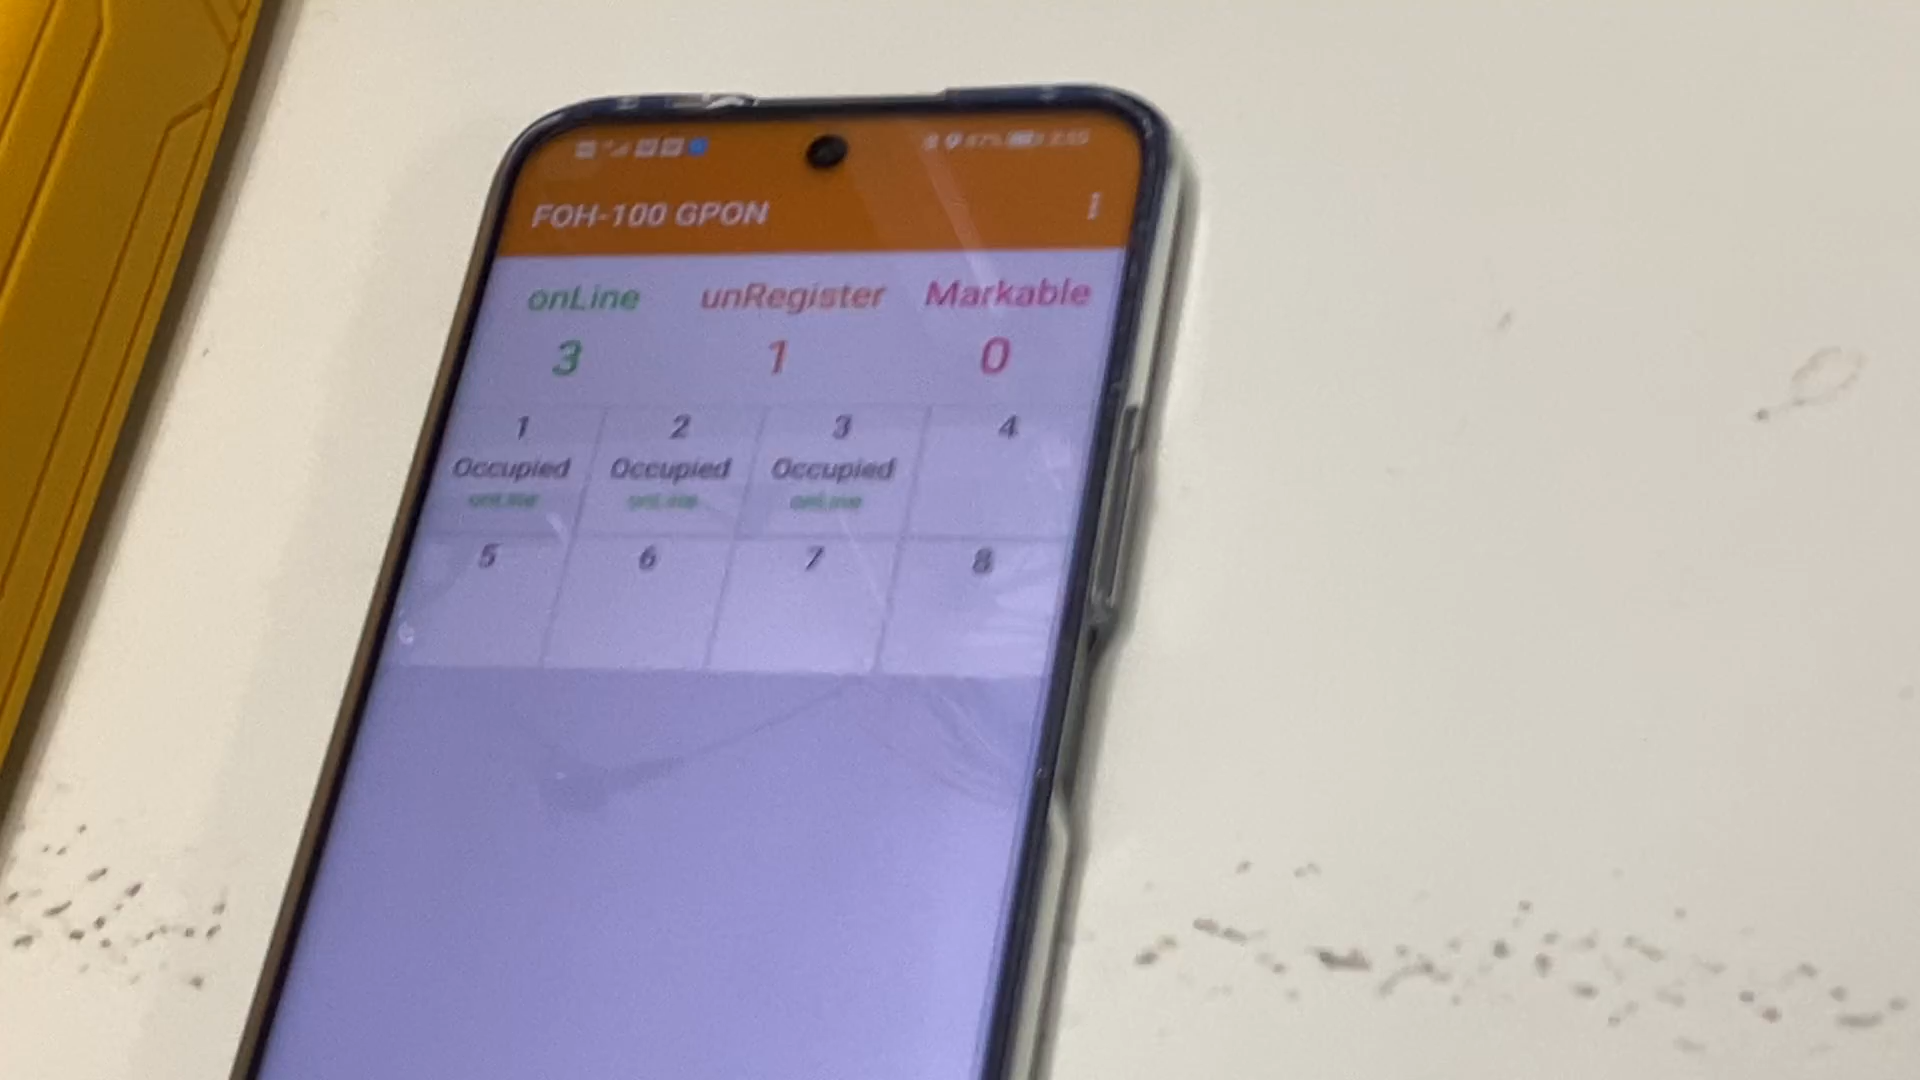 FOH-100 GPON
onLine unRegister Markable
3 1 0
1 2 3 4
Occupied Occupied Occupied
onLine onLine onLine
5 6 7 8